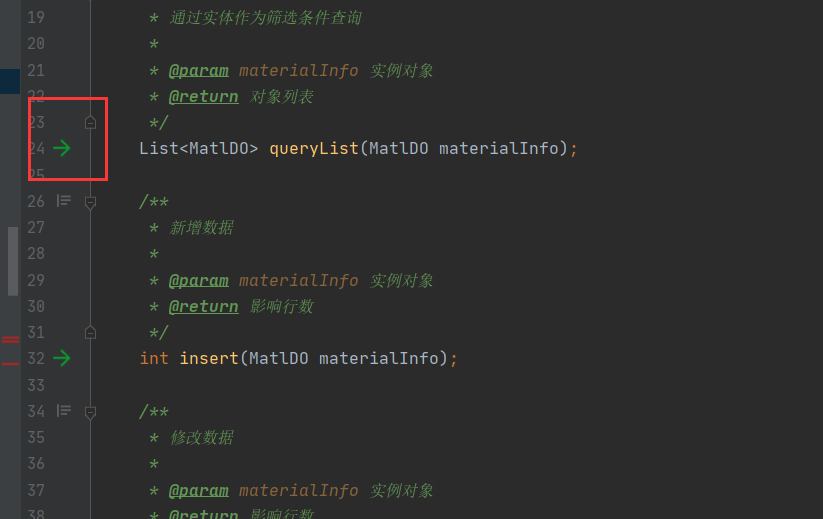 19 * 通过实体作为筛选条件查询
20 *
21 * @param materialInfo 实例对象
22 * @return 对象列表
23 */
24 List<MatlDO> queryList(MatlDO materialInfo);
25
26 /**
27 * 新增数据
28 *
29 * @param materialInfo 实例对象
30 * @return 影响行数
31 */
32 int insert(MatlDO materialInfo);
33
34 /**
35 * 修改数据
36 *
37 * @param materialInfo 实例对象
38 * @return 影响行数